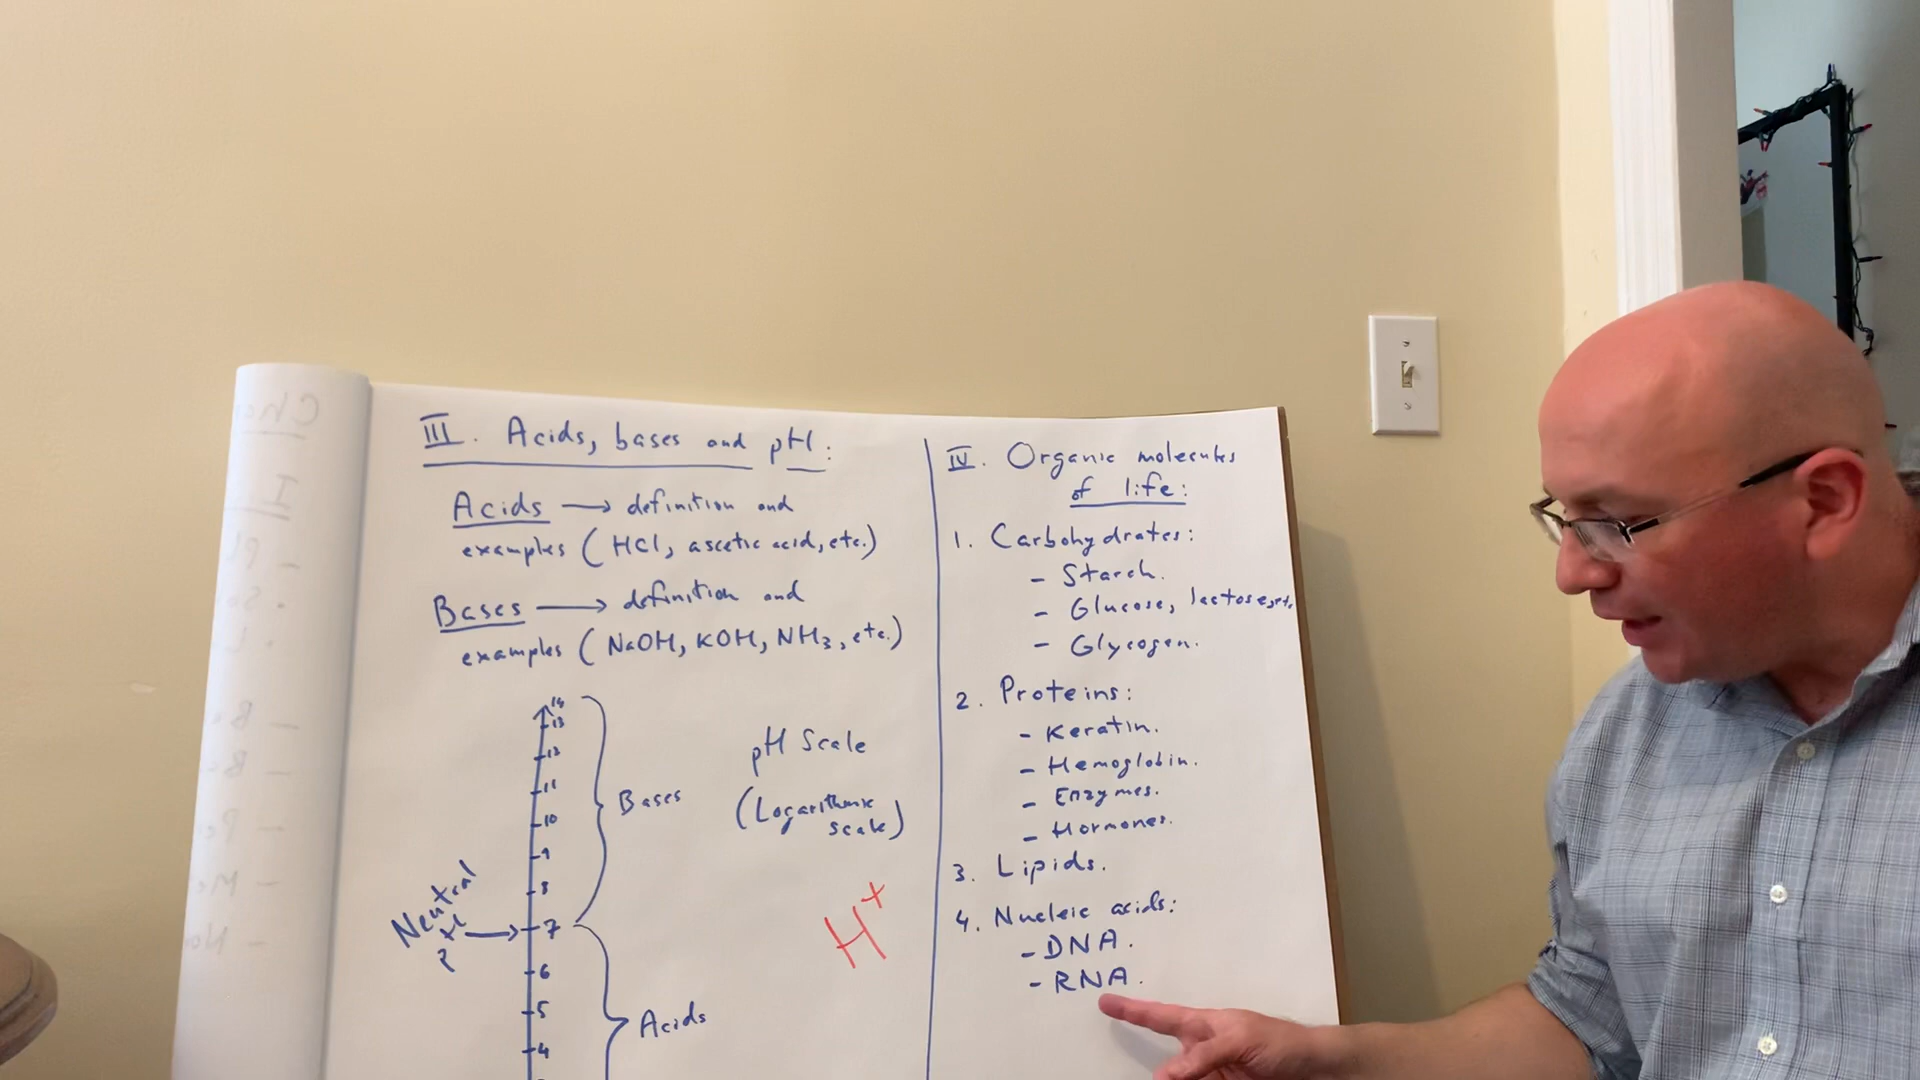 III. Acids, bases and pH:
Acids → definition and
examples (HCl, ascetic acid, etc.)
Bases → definition and
examples (NaOH, KOH, NH3, etc.)
14
13
12
11
10
9
8
7
6
5
4
Bases
Acids
Neutral
pH
pH Scale
(Logarithmic
scale)
H+
IV. Organic molecules
of life:
1. Carbohydrates:
- Starch.
- Glucose, lactose, etc.
- Glycogen.
2. Proteins:
- Keratin.
- Hemoglobin.
- Enzymes.
- Hormones.
3. Lipids.
4. Nucleic acids:
- DNA.
- RNA.